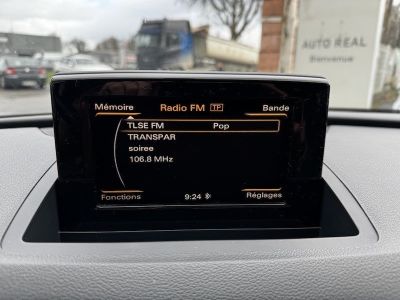 AUTO REAL
Bienvenue
Mémoire Radio FM TP Bande
TLSE FM Pop
TRANSPAR
soiree
106.8 MHz
Fonctions 9:24 Réglages